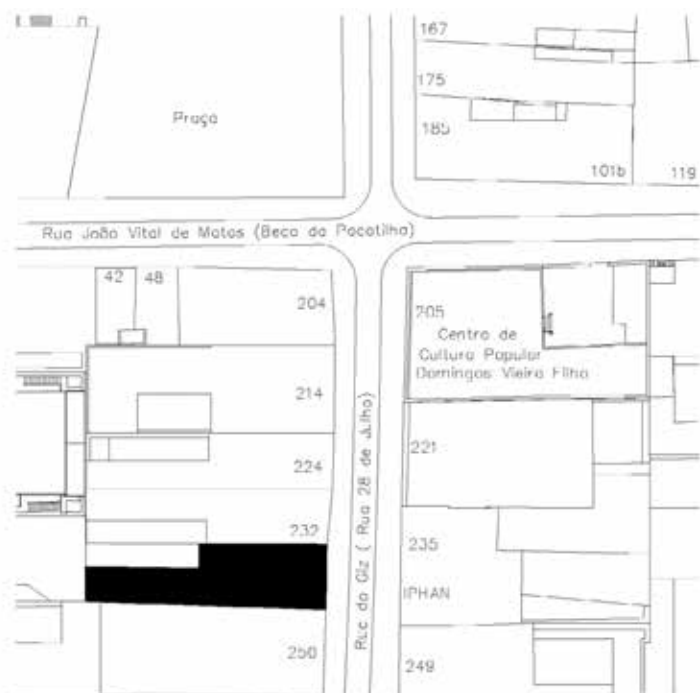 167
175
Praça
185
101b
119
Rua João Vital de Matos (Beco da Pacotilha)
42
48
204
205
Centro de
Cultura Popular
Domingos Vieira Filho
214
Rua do Giz ( Rua 28 de Julho)
221
224
232
235
IPHAN
250
249